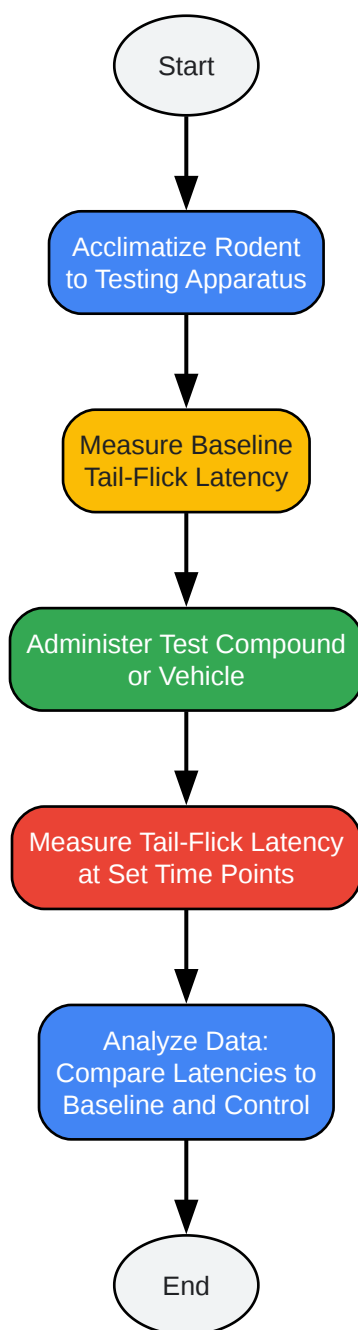 Start
Acclimatize Rodent
to Testing Apparatus
Measure Baseline
Tail-Flick Latency
Administer Test Compound
or Vehicle
Measure Tail-Flick Latency
at Set Time Points
Analyze Data:
Compare Latencies to
Baseline and Control
End